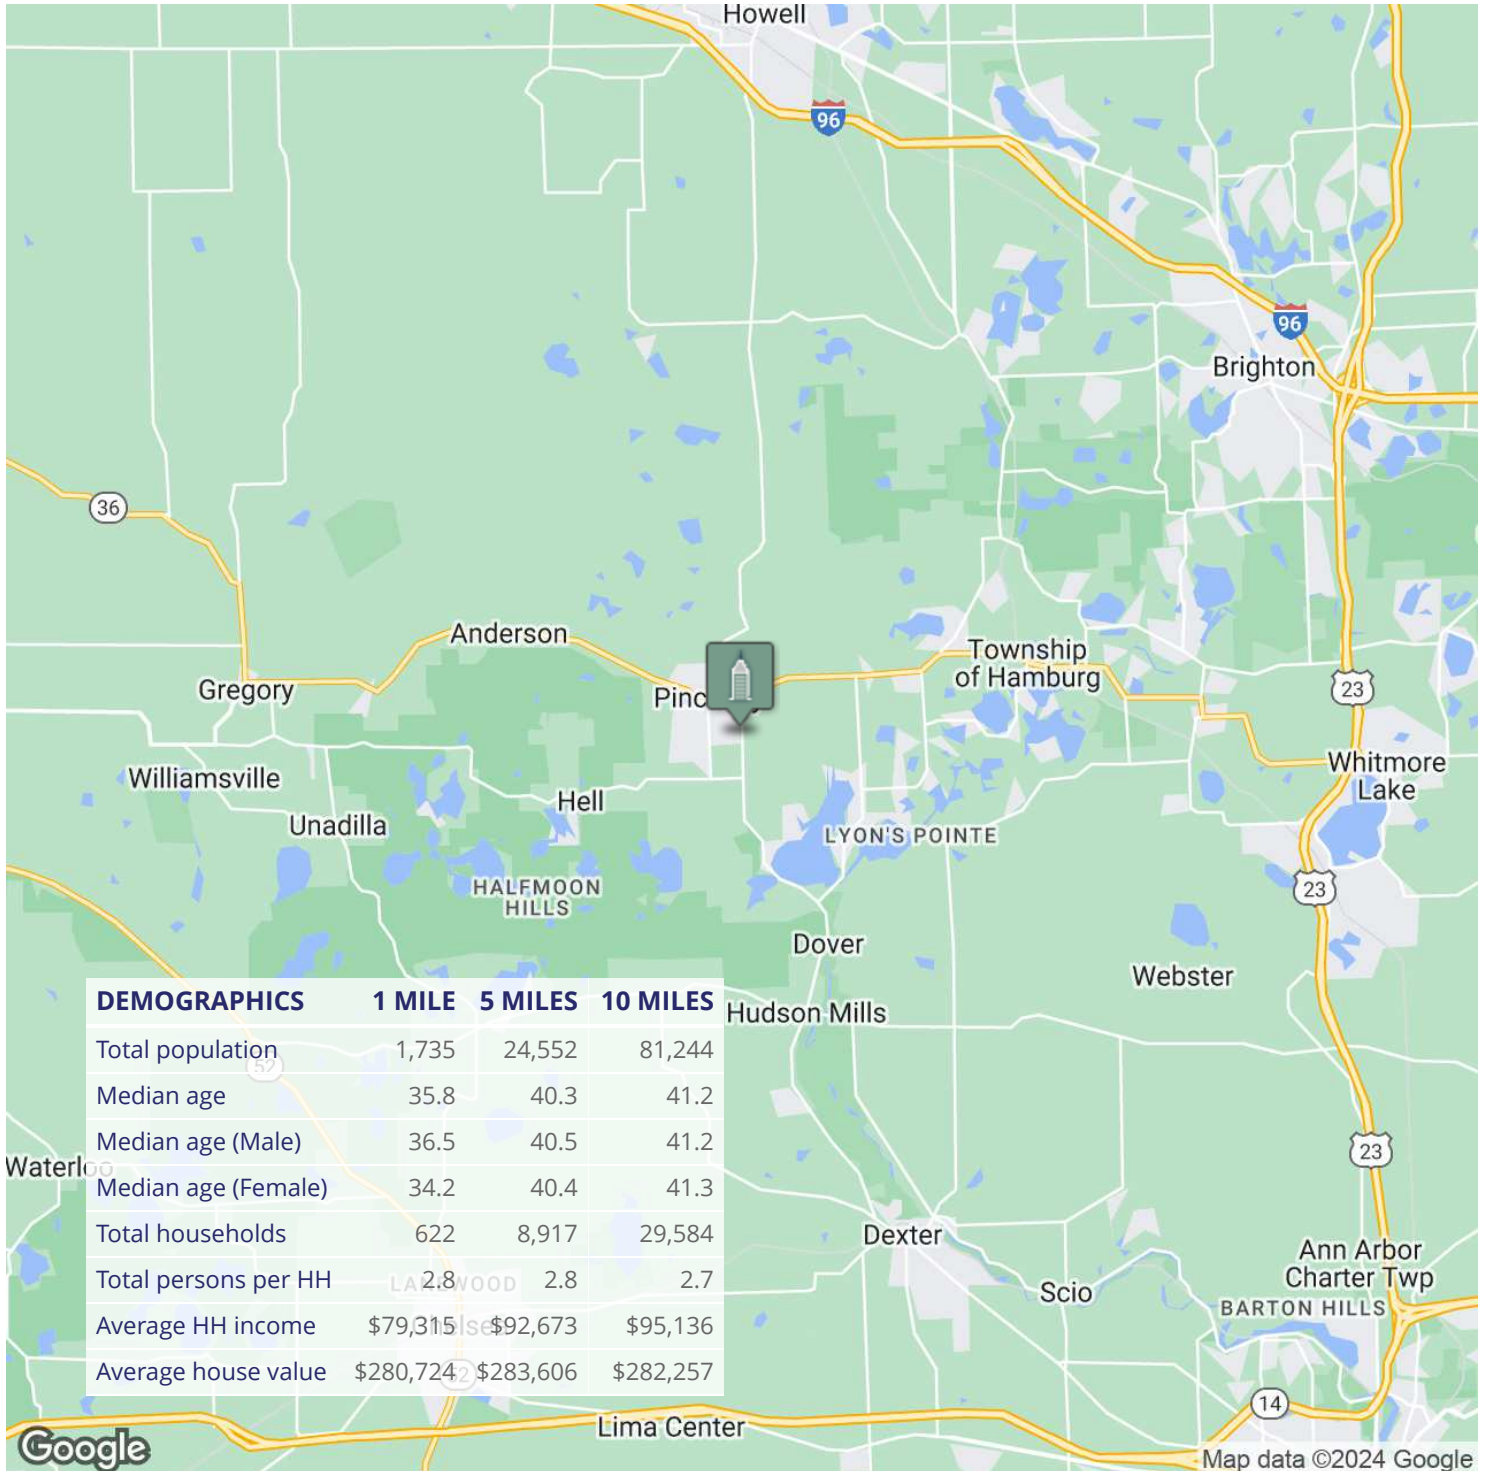 Howell
96
96
Brighton
36
Anderson
Township
of Hamburg
Gregory
23
Whitmore
Lake
Williamsville
Hell
Unadilla
LYON'S POINTE
HALFMOON
HILLS
23
Dover
Webster
DEMOGRAPHICS 1 MILE 5 MILES 10 MILES
Hudson Mills
Total population 1,735 24,552 81,244
52
Median age 35.8 40.3 41.2
Median age (Male) 36.5 40.5 41.2
23
Waterloo
Median age (Female) 34.2 40.4 41.3
Total households 622 8,917 29,584
Dexter
Ann Arbor
Charter Twp
Total persons per HH 2.8 2.8 2.7
Scio
BARTON HILLS
Average HH income $79,315 $92,673 $95,136
Average house value $280,724 $283,606 $282,257
52
14
Lima Center
Google
Map data ©2024 Google